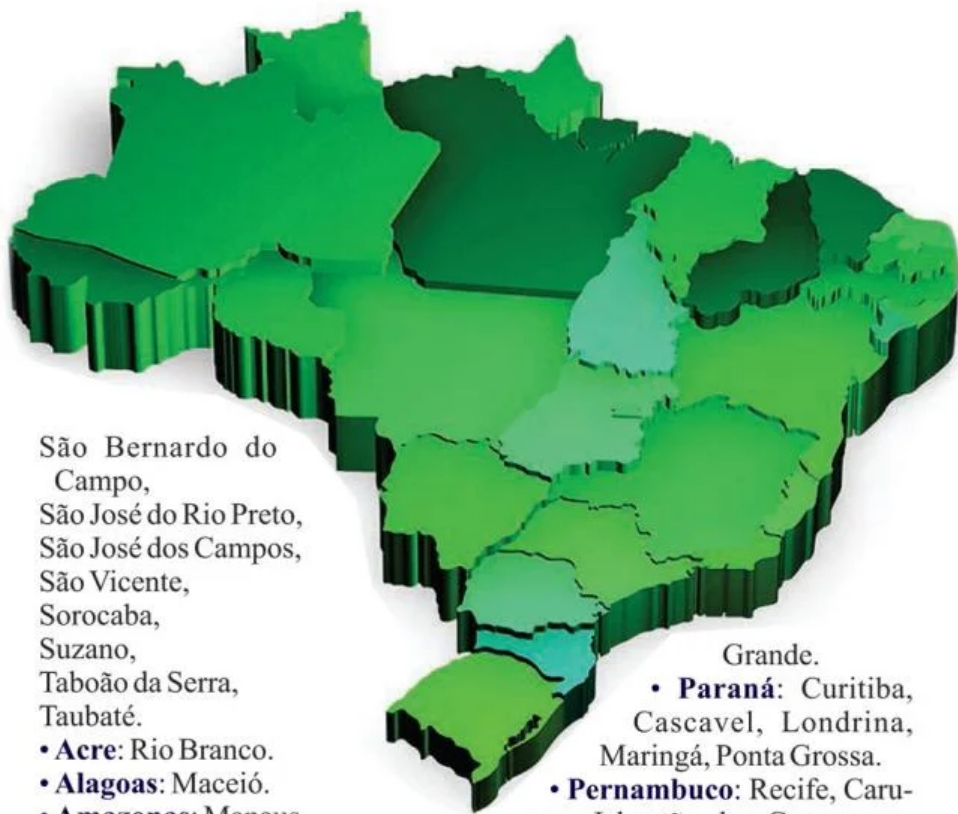 São Bernardo do
Campo,
São José do Rio Preto,
São José dos Campos,
São Vicente,
Sorocaba,
Suzano,
Taboão da Serra,
Taubaté.
• Acre: Rio Branco.
• Alagoas: Maceió.
Grande.
• Paraná: Curitiba,
Cascavel, Londrina,
Maringá, Ponta Grossa.
• Pernambuco: Recife, Caru-